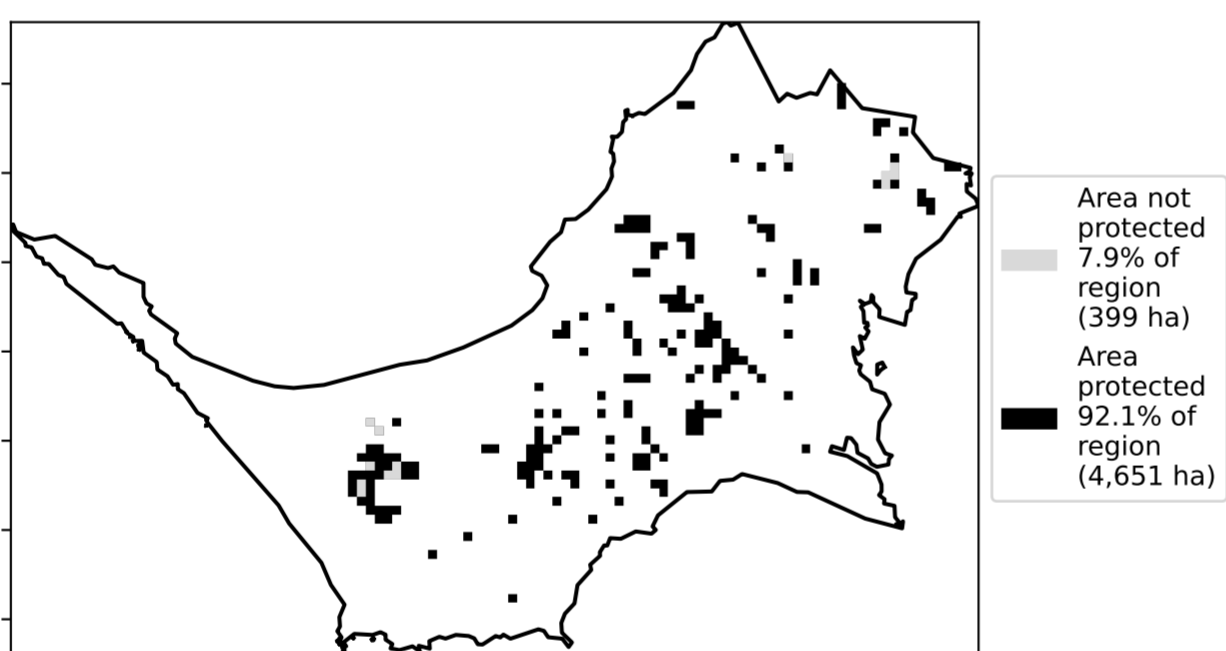 Area not
protected
7.9% of
region
(399 ha)
Area
protected
92.1% of
region
(4,651 ha)